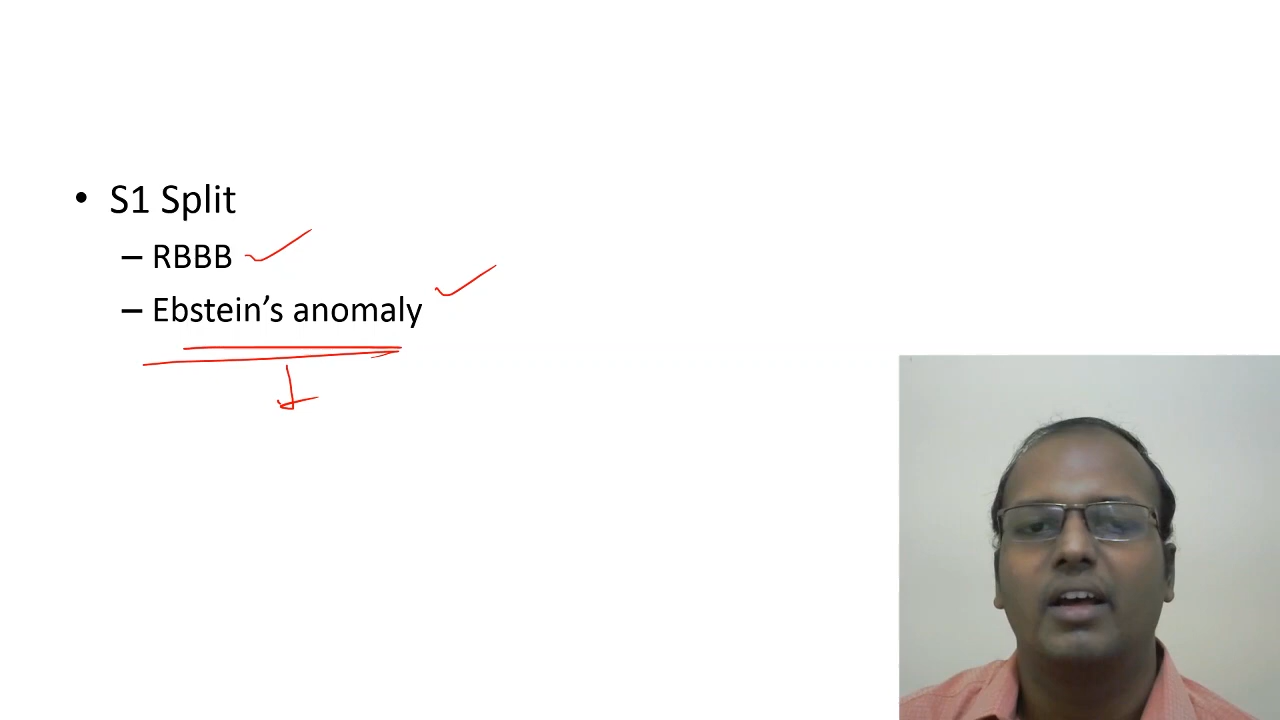 • S1 Split
– RBBB
– Ebstein’s anomaly